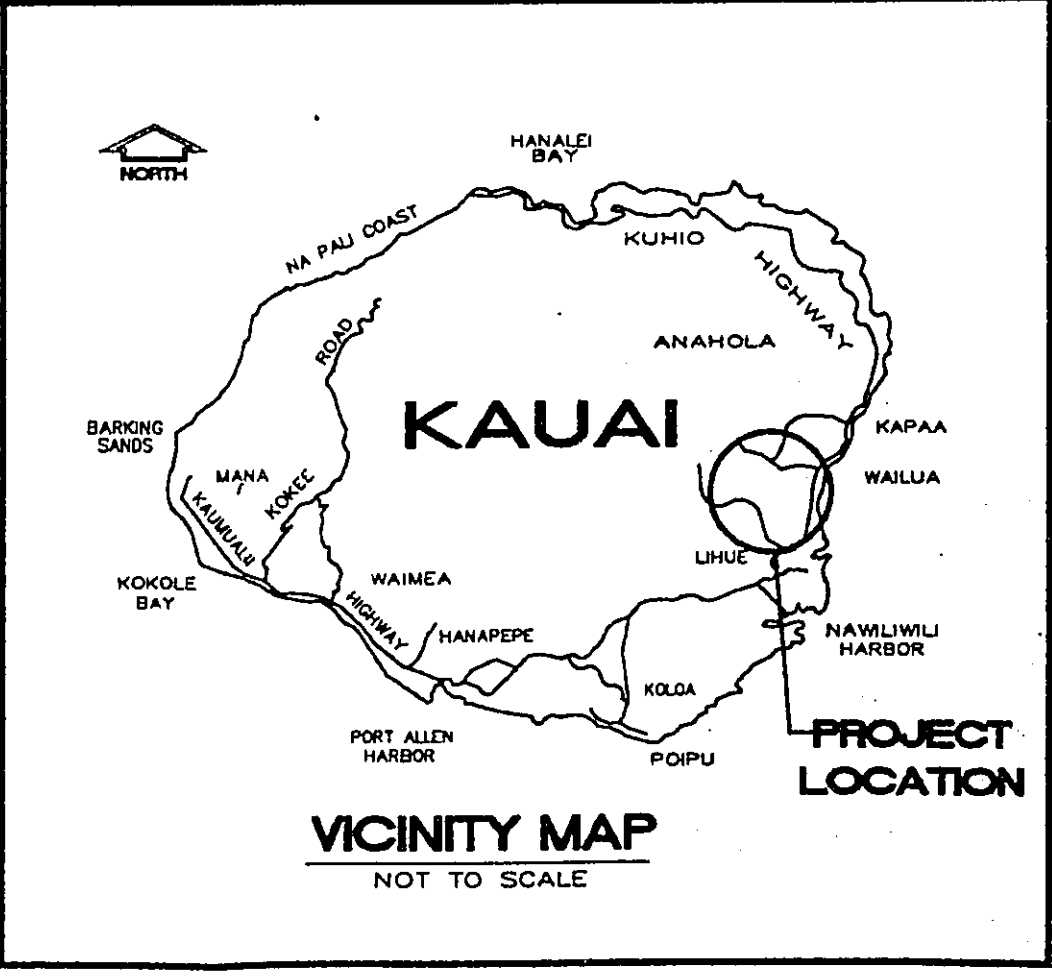 HANALEI
BAY
NORTH
NA PALI COAST
KUHIO
HIGHWAY
ROAD
ANAHOLA
KAUAI
BARKING
SANDS
KAPAA
MANA
KOKEE
WAILUA
KAUMUALII
LIHUE
KOKOLE
BAY
WAIMEA
HIGHWAY
HANAPEPE
NAWILIWILI
HARBOR
KOLOA
PORT ALLEN
HARBOR
POIPU
PROJECT
LOCATION
VICINITY MAP
NOT TO SCALE